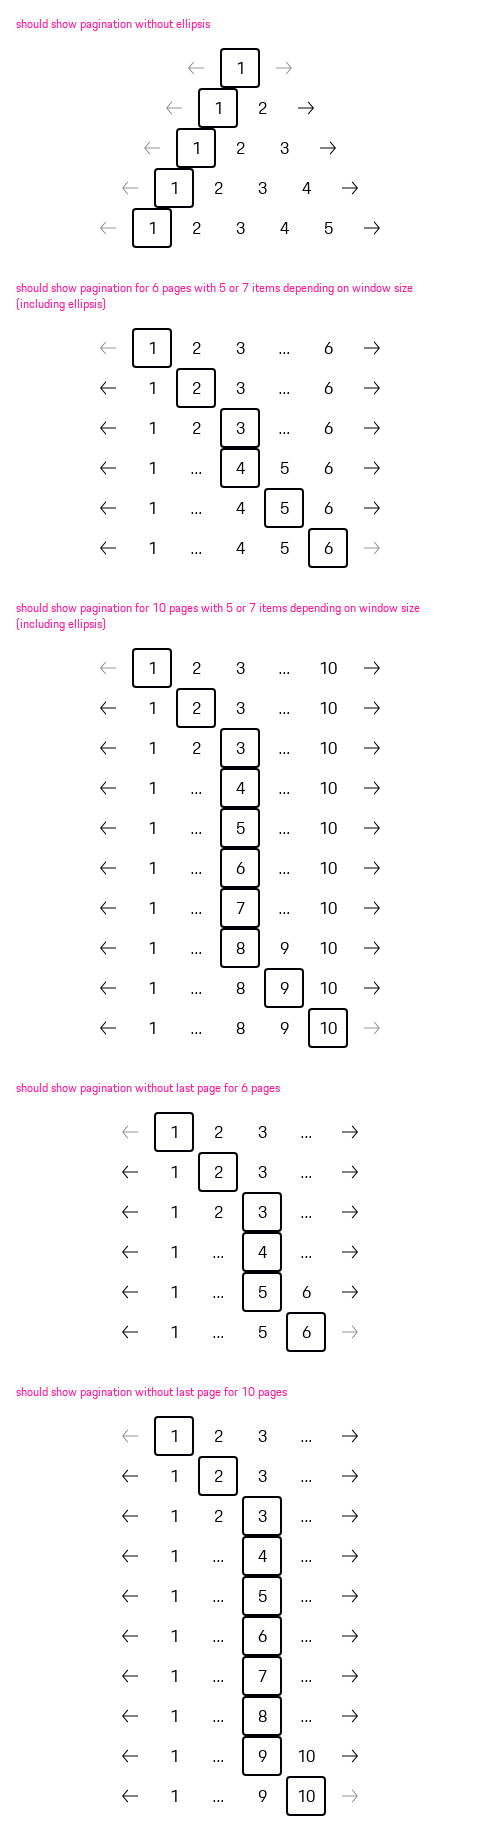 should show pagination without ellipsis
← 1 →
← 1 2 →
← 1 2 3 →
← 1 2 3 4 →
← 1 2 3 4 5 →
should show pagination for 6 pages with 5 or 7 items depending on window size
(including ellipsis)
← 1 2 3 ... 6 →
← 1 2 3 ... 6 →
← 1 2 3 ... 6 →
← 1 ... 4 5 6 →
← 1 ... 4 5 6 →
← 1 ... 4 5 6 →
should show pagination for 10 pages with 5 or 7 items depending on window size
(including ellipsis)
← 1 2 3 ... 10 →
← 1 2 3 ... 10 →
← 1 2 3 ... 10 →
← 1 ... 4 ... 10 →
← 1 ... 5 ... 10 →
← 1 ... 6 ... 10 →
← 1 ... 7 ... 10 →
← 1 ... 8 9 10 →
← 1 ... 8 9 10 →
← 1 ... 8 9 10 →
should show pagination without last page for 6 pages
← 1 2 3 ... →
← 1 2 3 ... →
← 1 2 3 ... →
← 1 ... 4 ... →
← 1 ... 5 6 →
← 1 ... 5 6 →
should show pagination without last page for 10 pages
← 1 2 3 ... →
← 1 2 3 ... →
← 1 2 3 ... →
← 1 ... 4 ... →
← 1 ... 5 ... →
← 1 ... 6 ... →
← 1 ... 7 ... →
← 1 ... 8 ... →
← 1 ... 9 10 →
← 1 ... 9 10 →